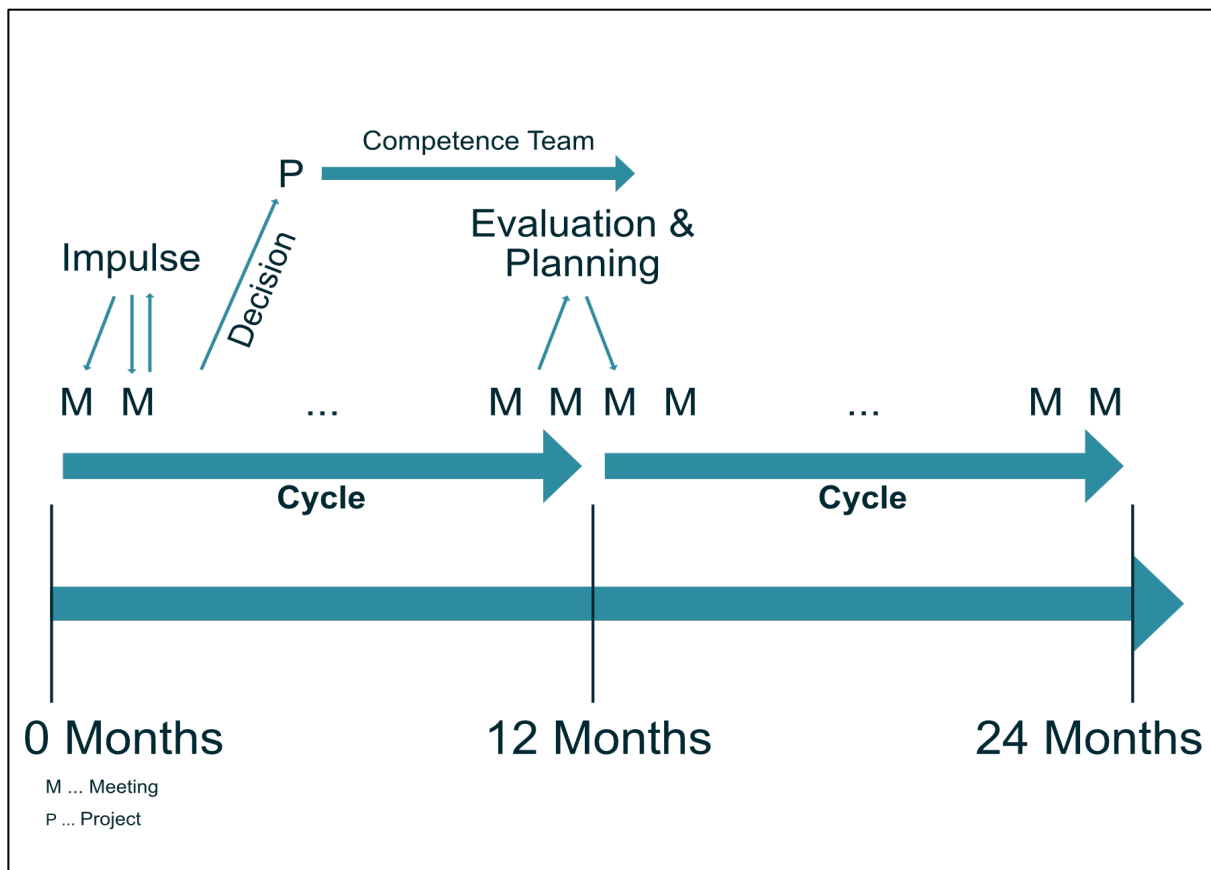 Competence Team
P
Evaluation &
Planning
Impulse
Decision
M M ... M M M M ... M M
Cycle Cycle
0 Months 12 Months 24 Months
M ... Meeting
P ... Project